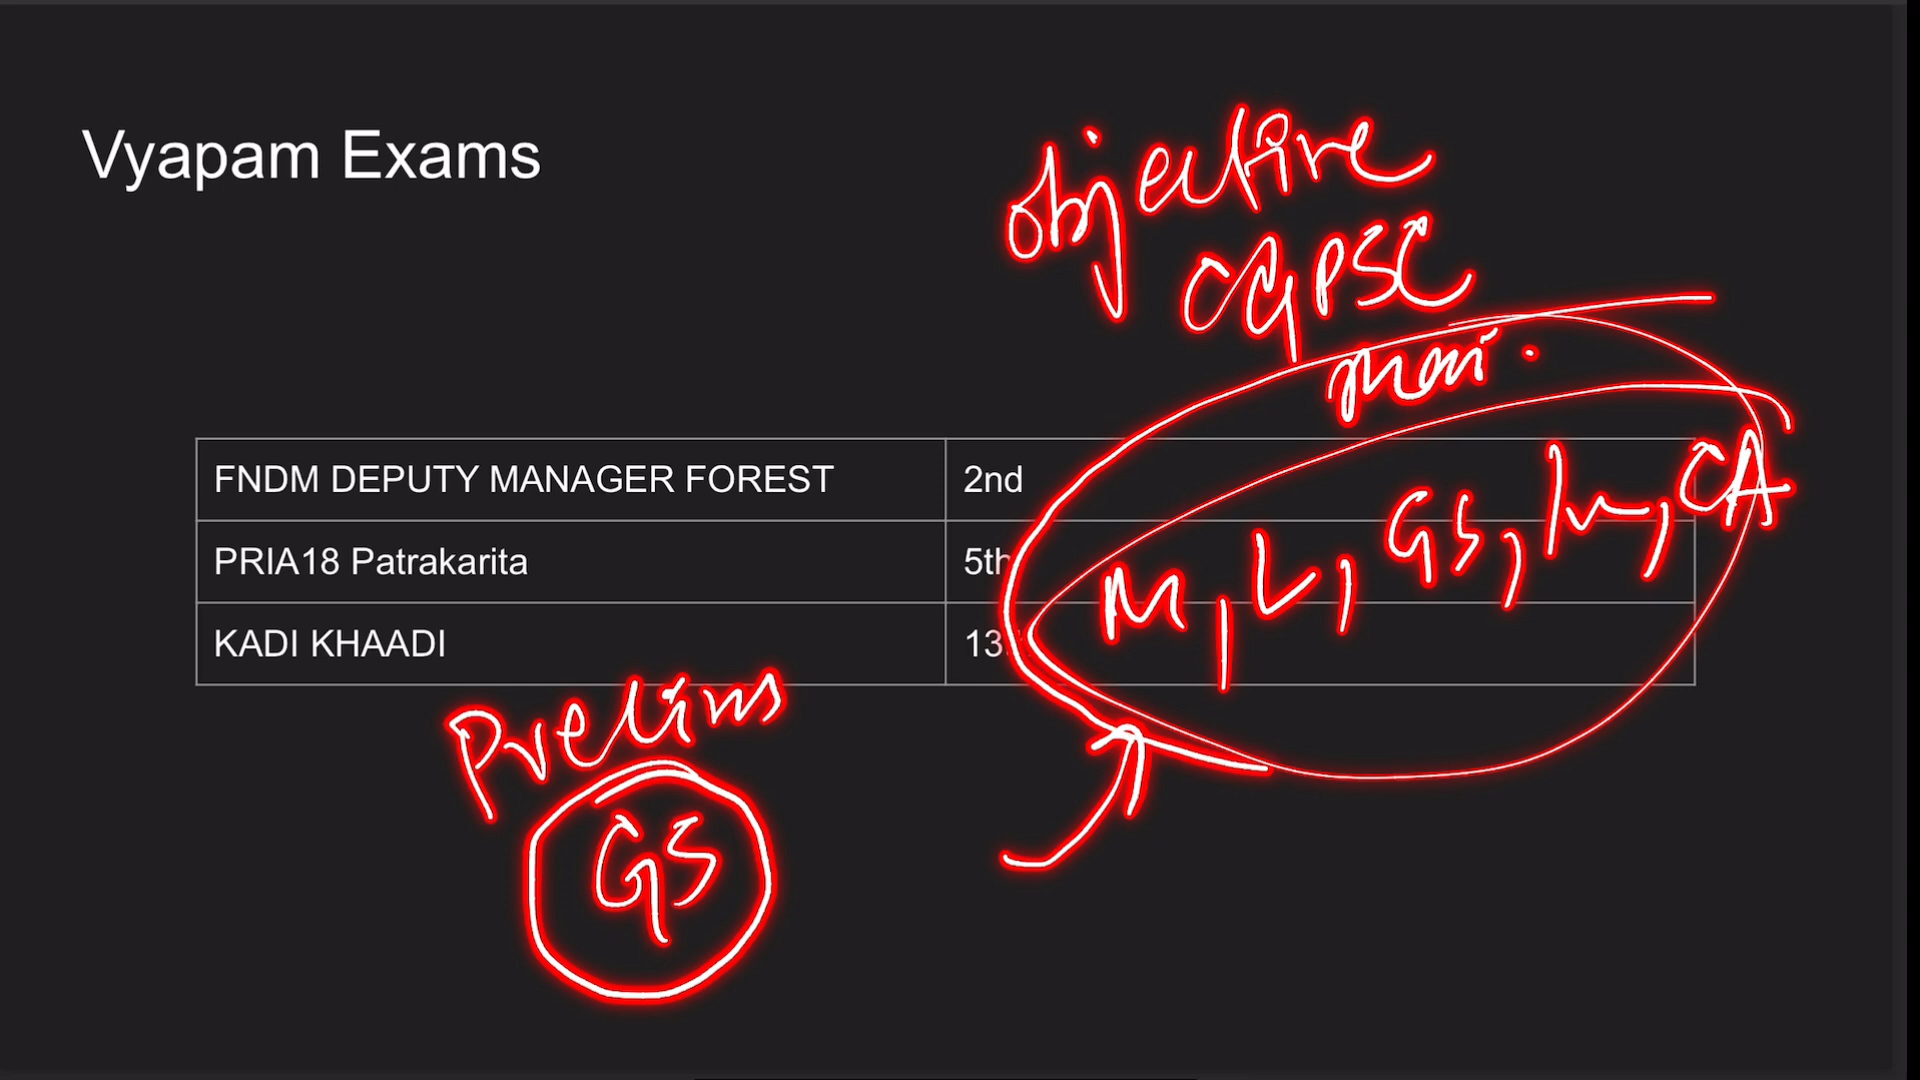 Vyapam Exams
Objective
CGPSC
FNDM DEPUTY MANAGER FOREST 2nd
PRIA18 Patrakarita 5th
KADI KHAADI 13
M, L, GS, , CA
Prelims
GS